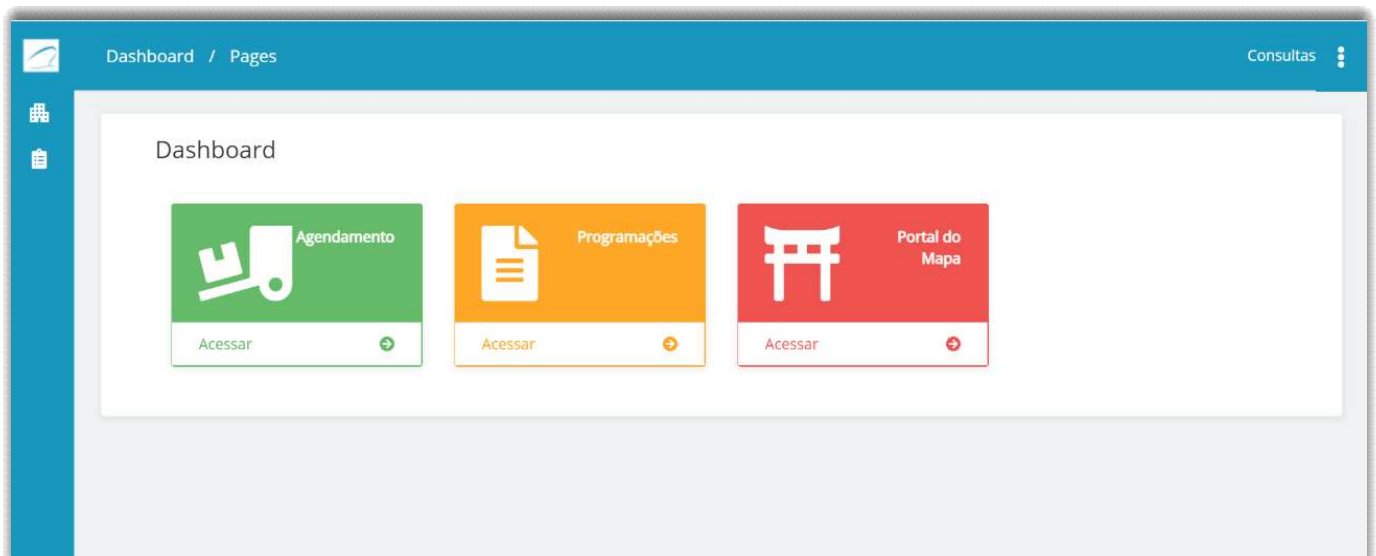 Dashboard / Pages
Consultas
Dashboard
Agendamento
Programações
Portal do
Mapa
Acessar
Acessar
Acessar